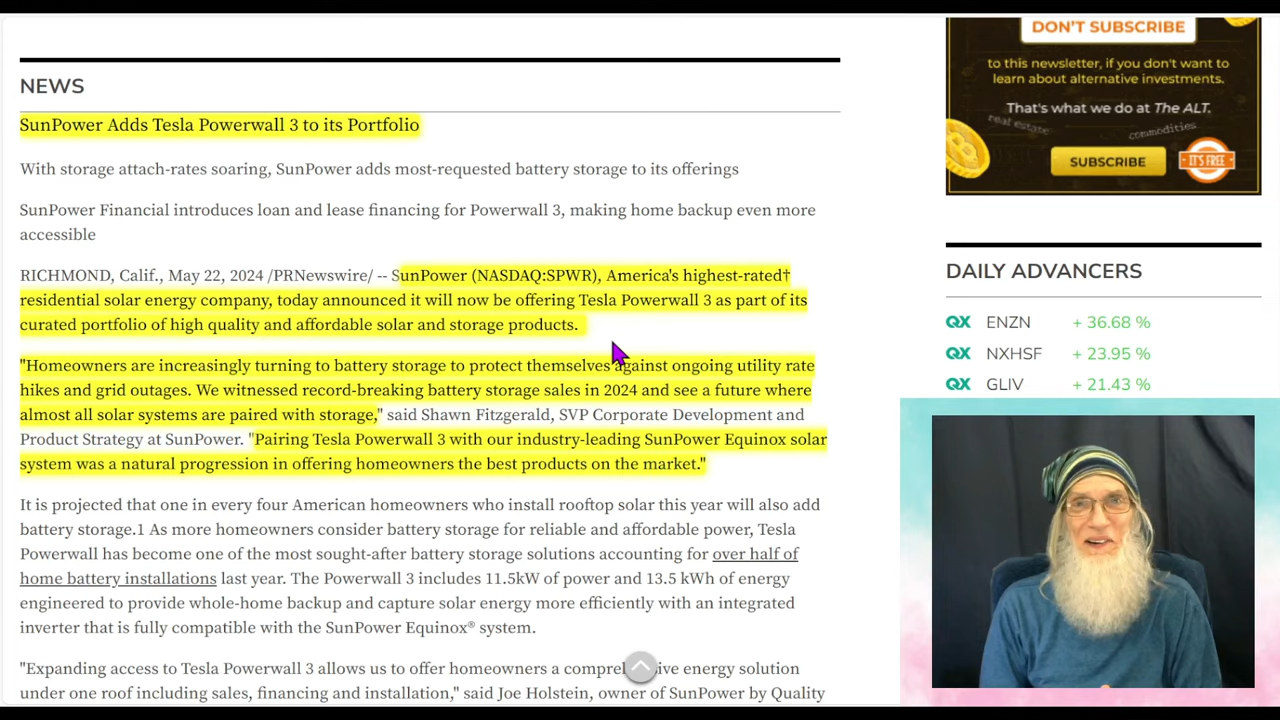 NEWS
SunPower Adds Tesla Powerwall 3 to its Portfolio
With storage attach-rates soaring, SunPower adds most-requested battery storage to its offerings
SunPower Financial introduces loan and lease financing for Powerwall 3, making home backup even more
accessible
RICHMOND, Calif., May 22, 2024 /PRNewswire/ -- SunPower (NASDAQ:SPWR), America's highest-rated†
residential solar energy company, today announced it will now be offering Tesla Powerwall 3 as part of its
curated portfolio of high quality and affordable solar and storage products.
"Homeowners are increasingly turning to battery storage to protect themselves against ongoing utility rate
hikes and grid outages. We witnessed record-breaking battery storage sales in 2024 and see a future where
almost all solar systems are paired with storage," said Shawn Fitzgerald, SVP Corporate Development and
Product Strategy at SunPower. "Pairing Tesla Powerwall 3 with our industry-leading SunPower Equinox solar
system was a natural progression in offering homeowners the best products on the market."
It is projected that one in every four American homeowners who install rooftop solar this year will also add
battery storage.1 As more homeowners consider battery storage for reliable and affordable power, Tesla
Powerwall has become one of the most sought-after battery storage solutions accounting for over half of
home battery installations last year. The Powerwall 3 includes 11.5kW of power and 13.5 kWh of energy
engineered to provide whole-home backup and capture solar energy more efficiently with an integrated
inverter that is fully compatible with the SunPower Equinox® system.
"Expanding access to Tesla Powerwall 3 allows us to offer homeowners a energy solution
under one roof including sales, financing and installation," said Joe Holstein, owner of SunPower by Quality
DON'T SUBSCRIBE
to this newsletter, if you don't want to
learn about alternative investments.
That's what we do at The ALT.
real estate
commodities
SUBSCRIBE
IT'S FREE
DAILY ADVANCERS
QX ENZN + 36.68 %
QX NXHSF + 23.95 %
QX GLIV + 21.43 %